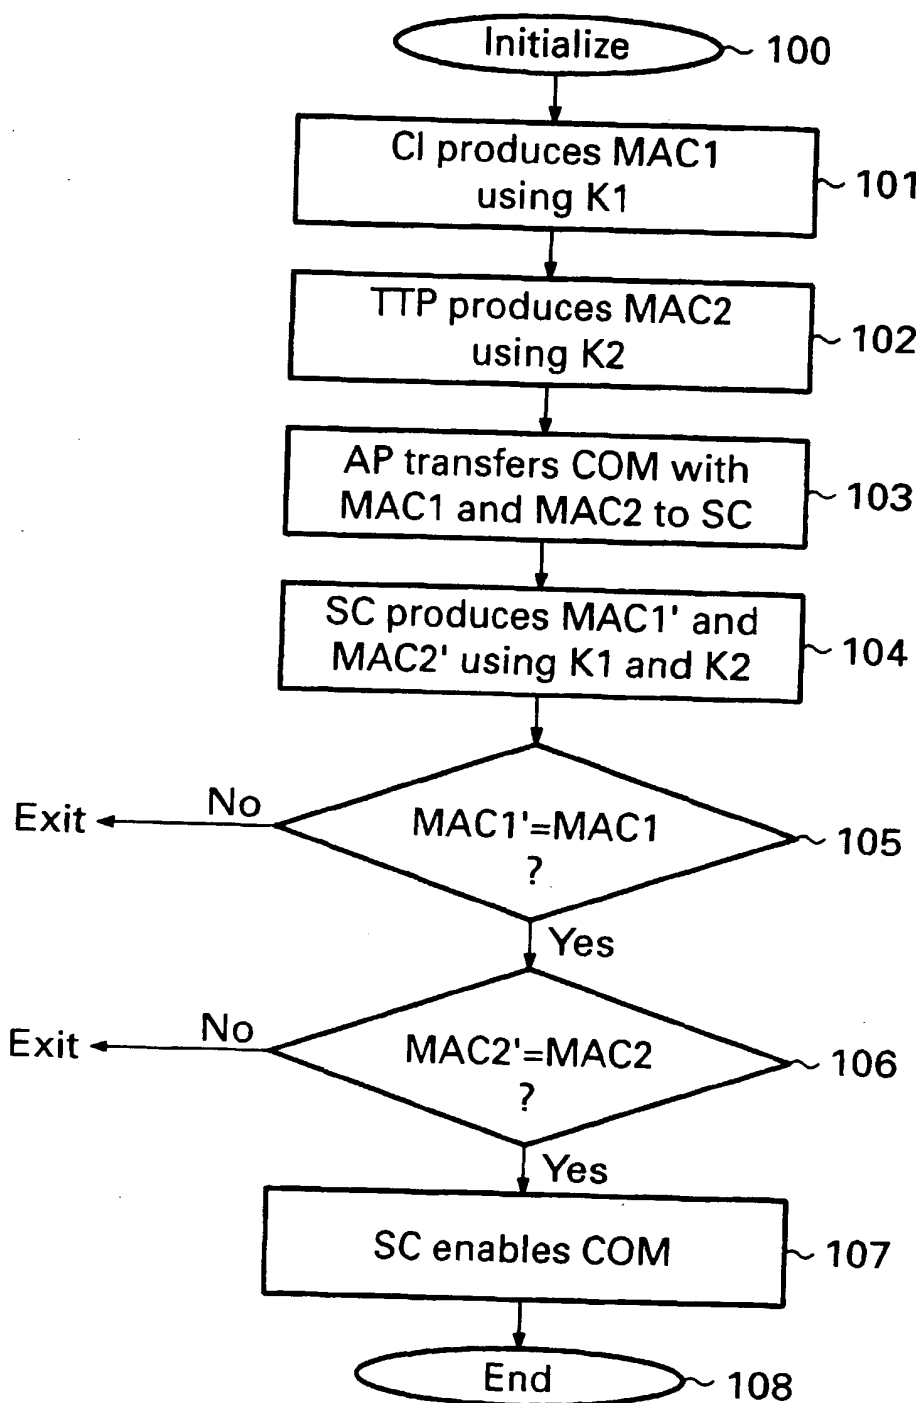 Initialize
100
CI produces MAC1
using K1
101
TTP produces MAC2
using K2
102
AP transfers COM with
MAC1 and MAC2 to SC
103
SC produces MAC1' and
MAC2' using K1 and K2
104
Exit
No
MAC1'=MAC1
?
105
Yes
Exit
No
MAC2'=MAC2
?
106
Yes
SC enables COM
107
End
108